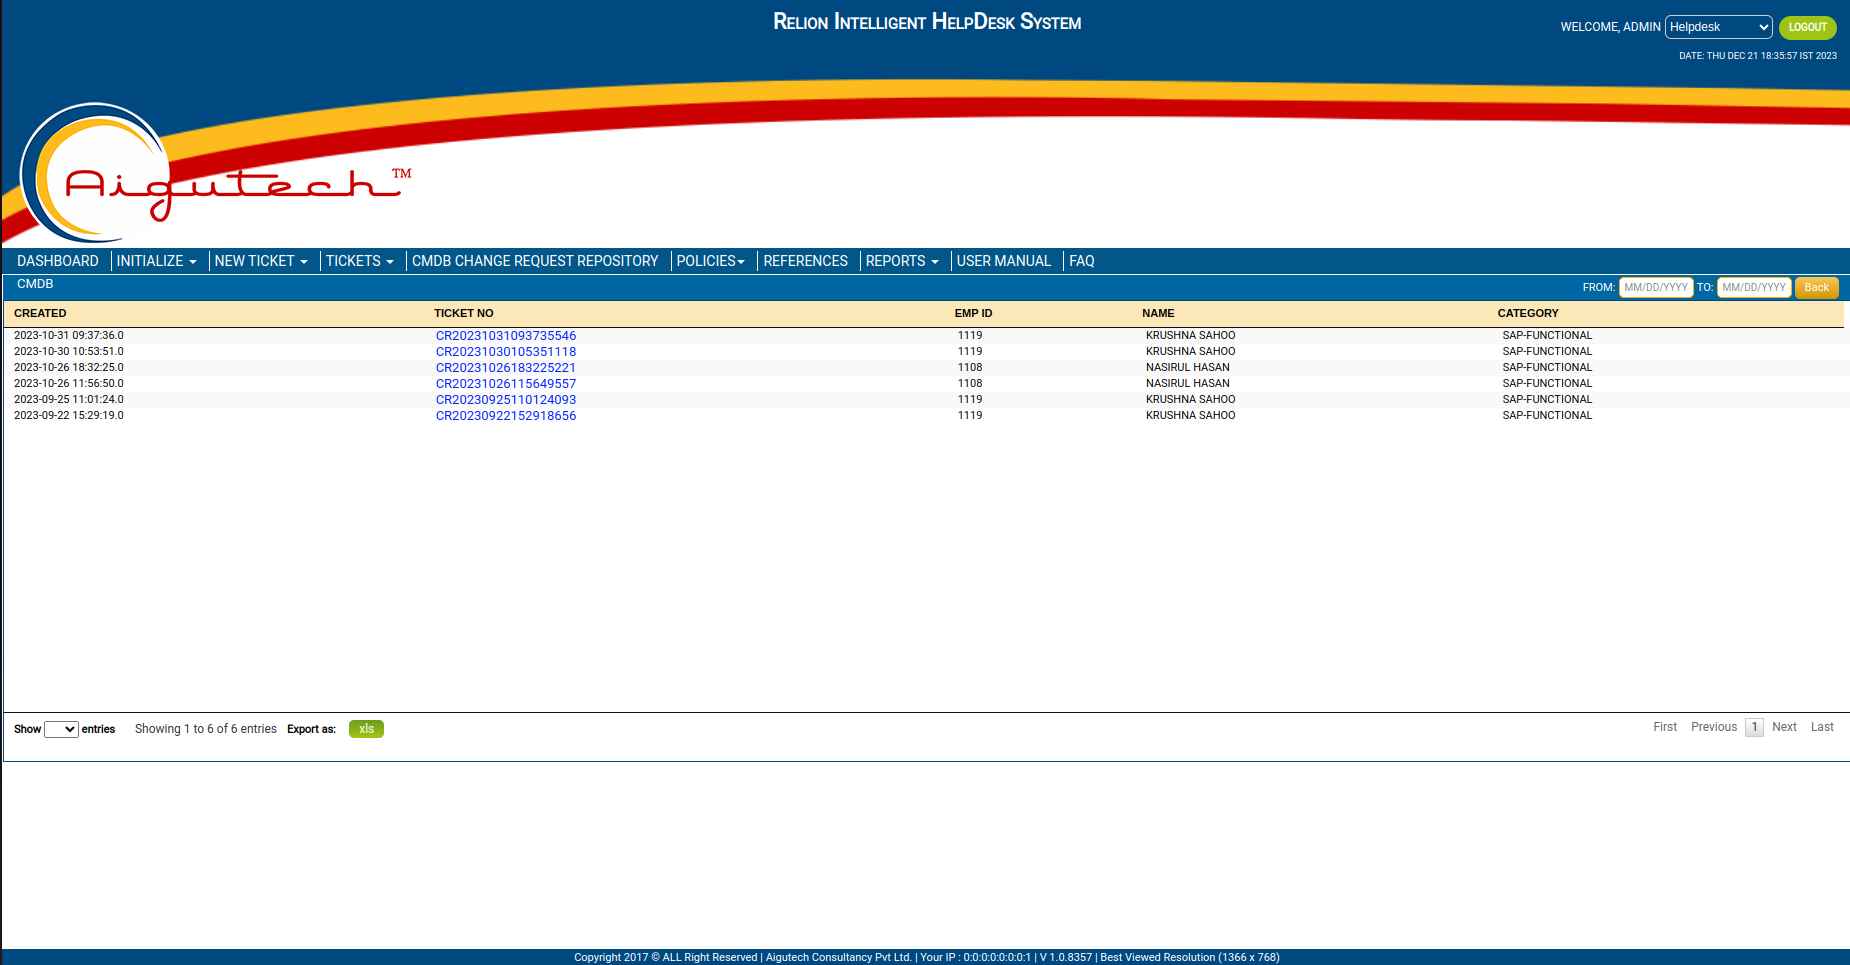 Relion Intelligent HelpDesk System
WELCOME, ADMIN Helpdesk LOGOUT
DATE: THU DEC 21 18:35:57 IST 2023
Aigutech TM
DASHBOARD INITIALIZE NEW TICKET TICKETS CMDB CHANGE REQUEST REPOSITORY POLICIES REFERENCES REPORTS USER MANUAL FAQ
CMDB FROM: MM/DD/YYYY TO: MM/DD/YYYY Back
CREATED TICKET NO EMP ID NAME CATEGORY
2023-10-31 09:37:36.0 CR20231031093735546 1119 KRUSHNA SAHOO SAP-FUNCTIONAL
2023-10-30 10:53:51.0 CR20231030105351118 1119 KRUSHNA SAHOO SAP-FUNCTIONAL
2023-10-26 18:32:25.0 CR20231026183225221 1108 NASIRUL HASAN SAP-FUNCTIONAL
2023-10-26 11:56:50.0 CR20231026115649557 1108 NASIRUL HASAN SAP-FUNCTIONAL
2023-09-25 11:01:24.0 CR20230925110124093 1119 KRUSHNA SAHOO SAP-FUNCTIONAL
2023-09-22 15:29:19.0 CR20230922152918656 1119 KRUSHNA SAHOO SAP-FUNCTIONAL
Show entries Showing 1 to 6 of 6 entries Export as: xls First Previous 1 Next Last
Copyright 2017 © ALL Right Reserved | Aigutech Consultancy Pvt Ltd. | Your IP : 0:0:0:0:0:0:0:1 | V 1.0.8357 | Best Viewed Resolution (1366 x 768)